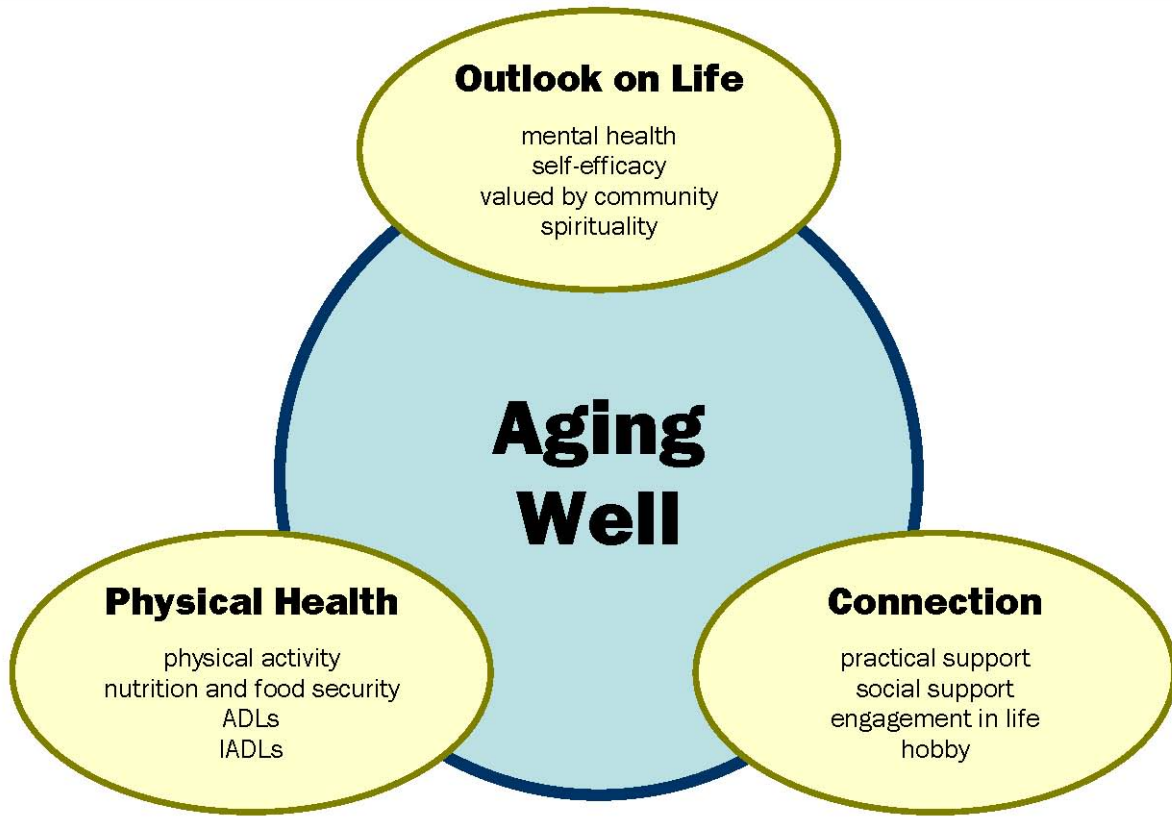 Outlook on Life
mental health
self-efficacy
valued by community
spirituality
Aging
Well
Physical Health
physical activity
nutrition and food security
ADLs
IADLs
Connection
practical support
social support
engagement in life
hobby